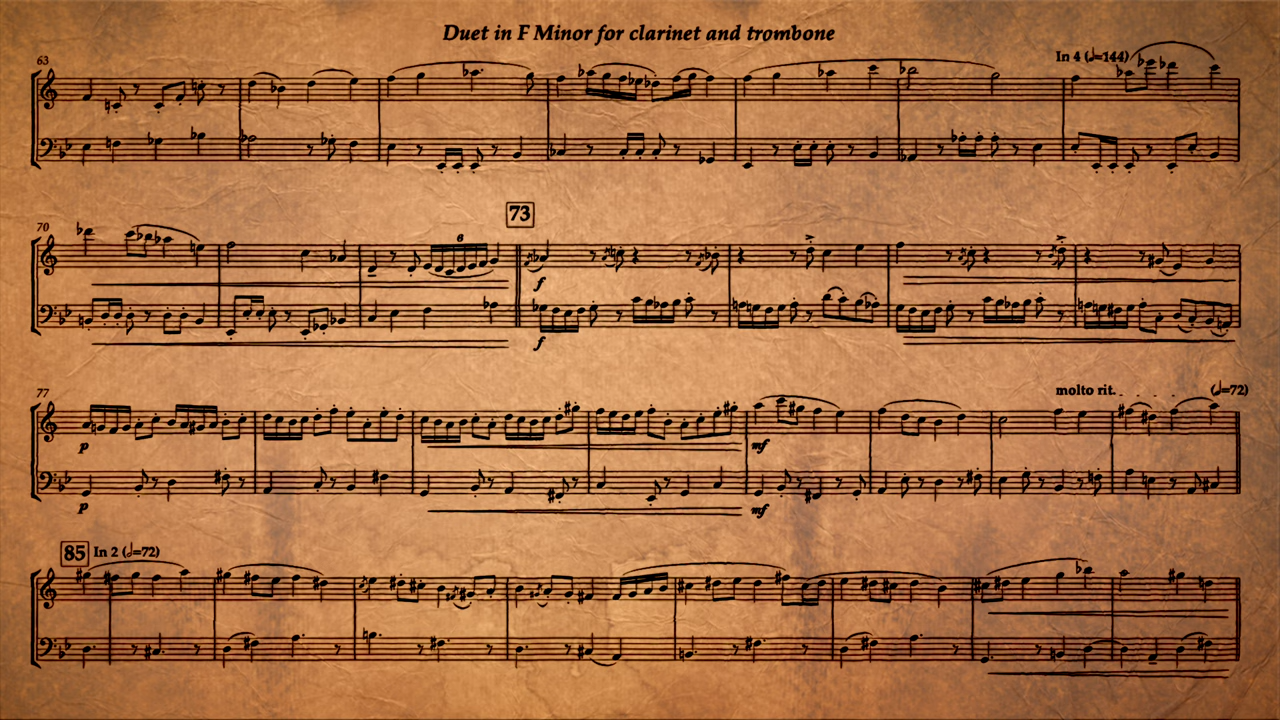 Duet in F Minor for clarinet and trombone
63
In 4 (𝅗𝅥=144)
70
73
6
f
f
77
molto rit. (𝅗𝅥=72)
p
mf
p
mf
85 In 2 (𝅗𝅥=72)